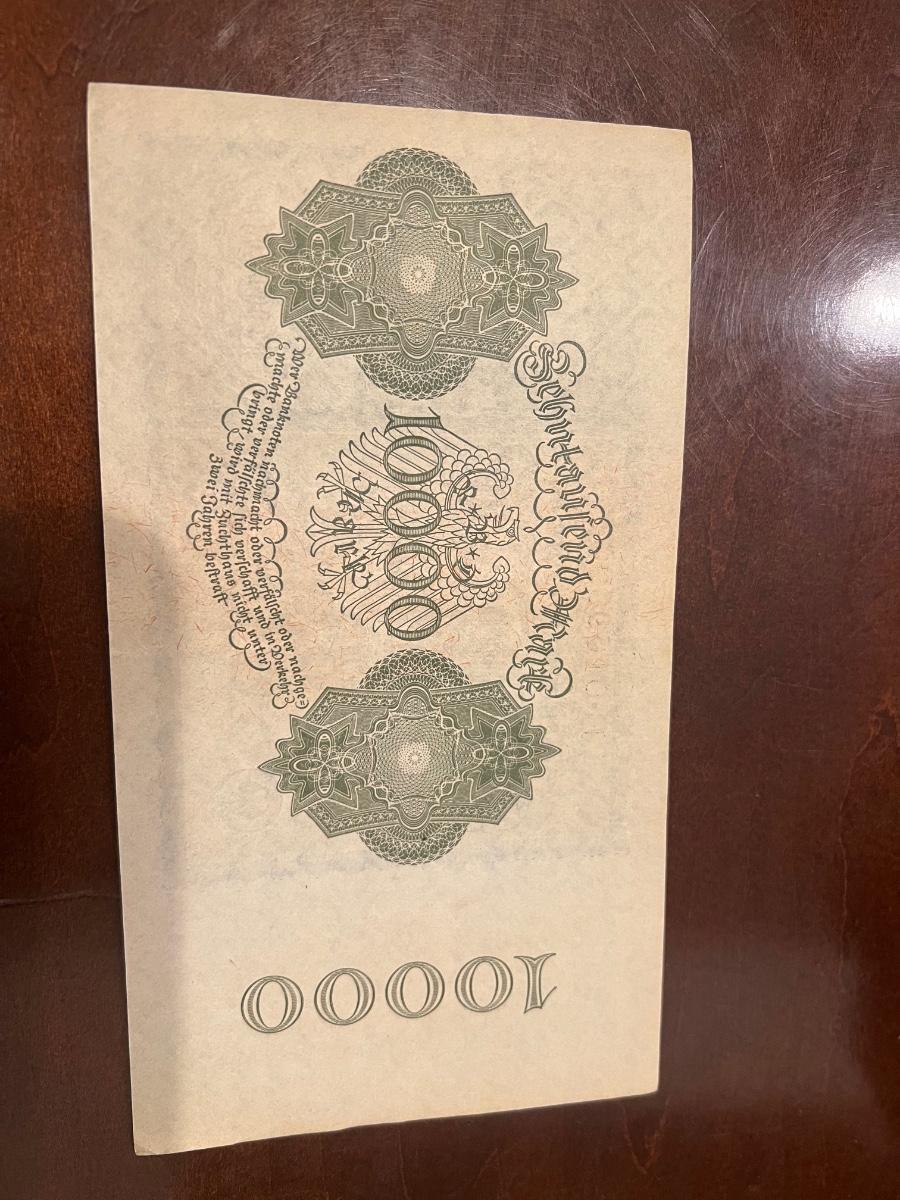 Zehntausend Mark
10000
Mark
Wer Banknoten nachmacht oder verfälscht oder nachge=
machte oder verfälschte sich verschafft und in Verkehr
bringt, wird mit Zuchthaus nicht unter
zwei Jahren bestraft
10000